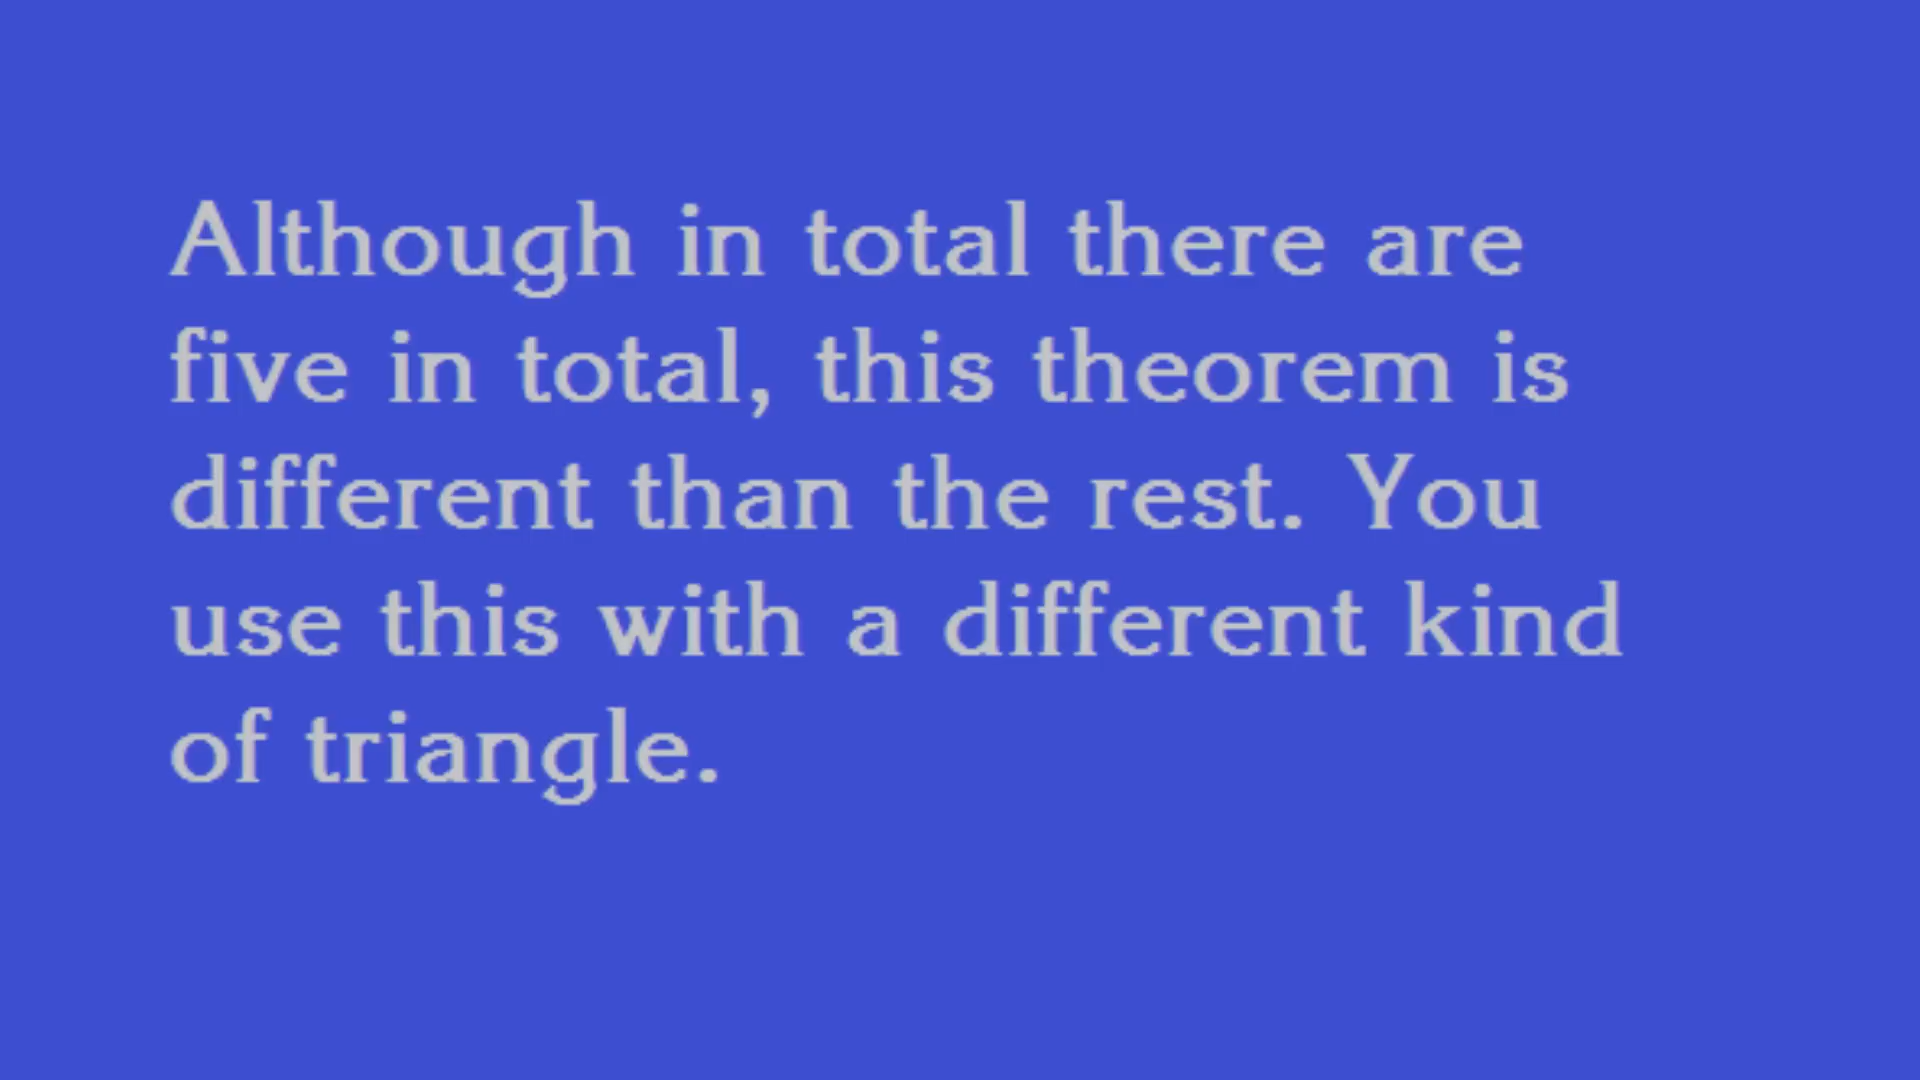 Although in total there are
five in total, this theorem is
different than the rest. You
use this with a different kind
of triangle.